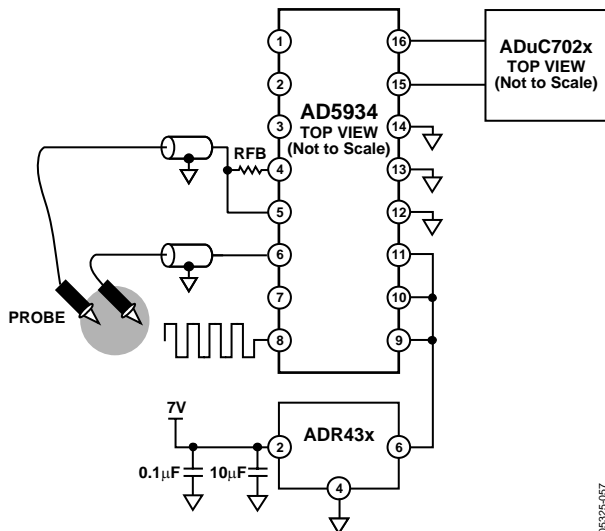 1
2
3
4
5
6
7
8
16
15
14
13
12
11
10
9
AD5934
TOP VIEW
(Not to Scale)
ADuC702x
TOP VIEW
(Not to Scale)
RFB
PROBE
7V
0.1µF
10µF
2
ADR43x
6
4
05325-057